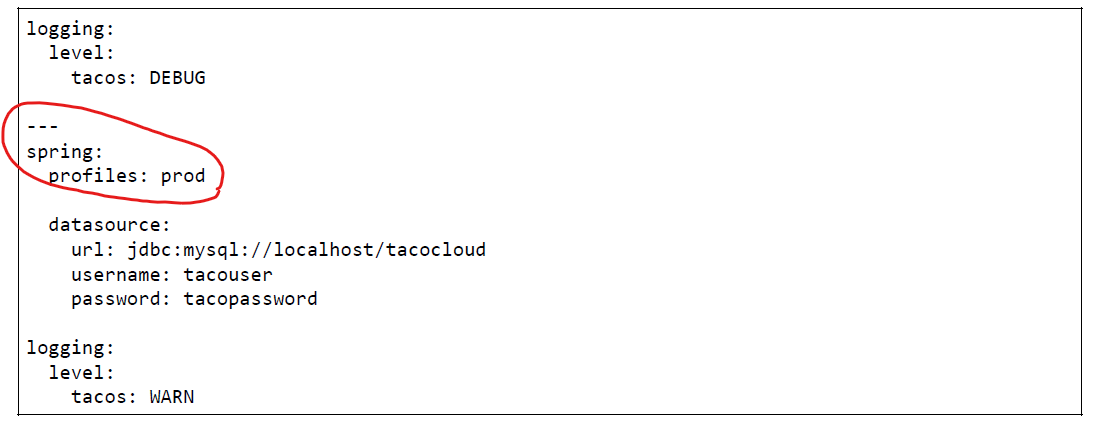 logging:
  level:
    tacos: DEBUG
---
spring:
  profiles: prod
  datasource:
    url: jdbc:mysql://localhost/tacocloud
    username: tacouser
    password: tacopassword
logging:
  level:
    tacos: WARN